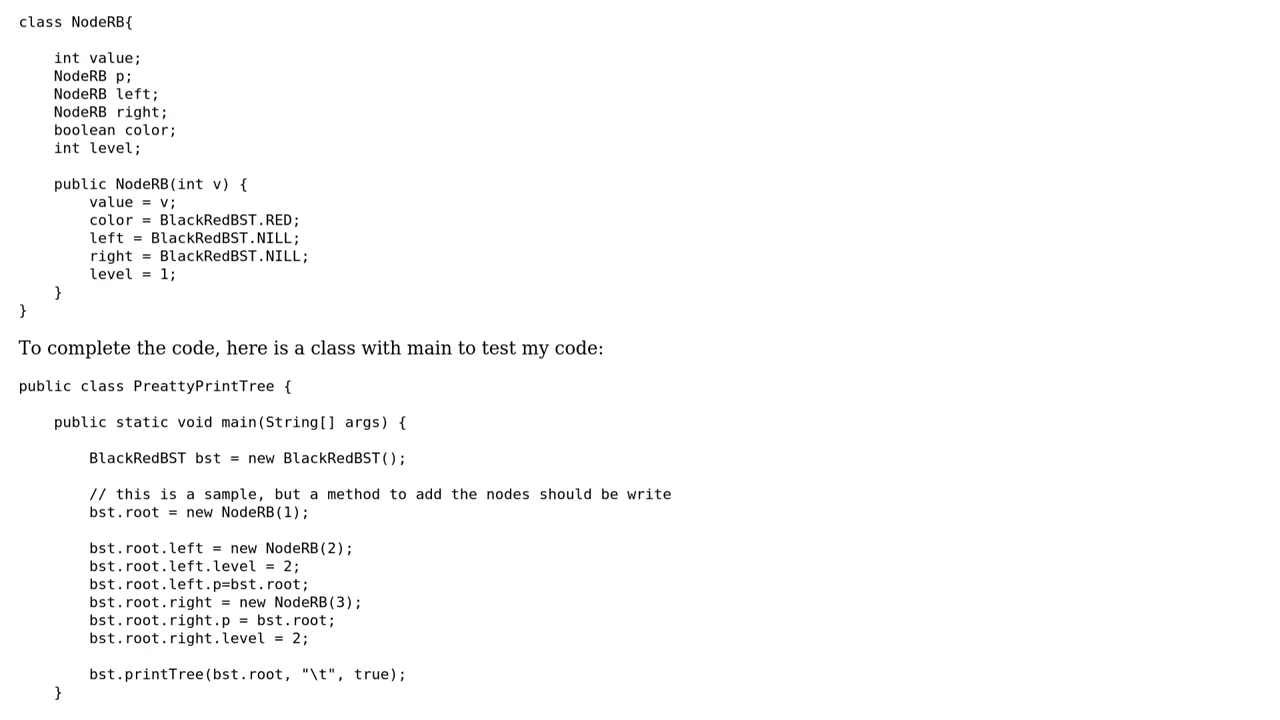 class NodeRB{
    int value;
    NodeRB p;
    NodeRB left;
    NodeRB right;
    boolean color;
    int level;
    public NodeRB(int v) {
        value = v;
        color = BlackRedBST.RED;
        left = BlackRedBST.NILL;
        right = BlackRedBST.NILL;
        level = 1;
    }
}
To complete the code, here is a class with main to test my code:
public class PreattyPrintTree {
    public static void main(String[] args) {
        BlackRedBST bst = new BlackRedBST();
        // this is a sample, but a method to add the nodes should be write
        bst.root = new NodeRB(1);
        bst.root.left = new NodeRB(2);
        bst.root.left.level = 2;
        bst.root.left.p=bst.root;
        bst.root.right = new NodeRB(3);
        bst.root.right.p = bst.root;
        bst.root.right.level = 2;
        bst.printTree(bst.root, "\t", true);
    }